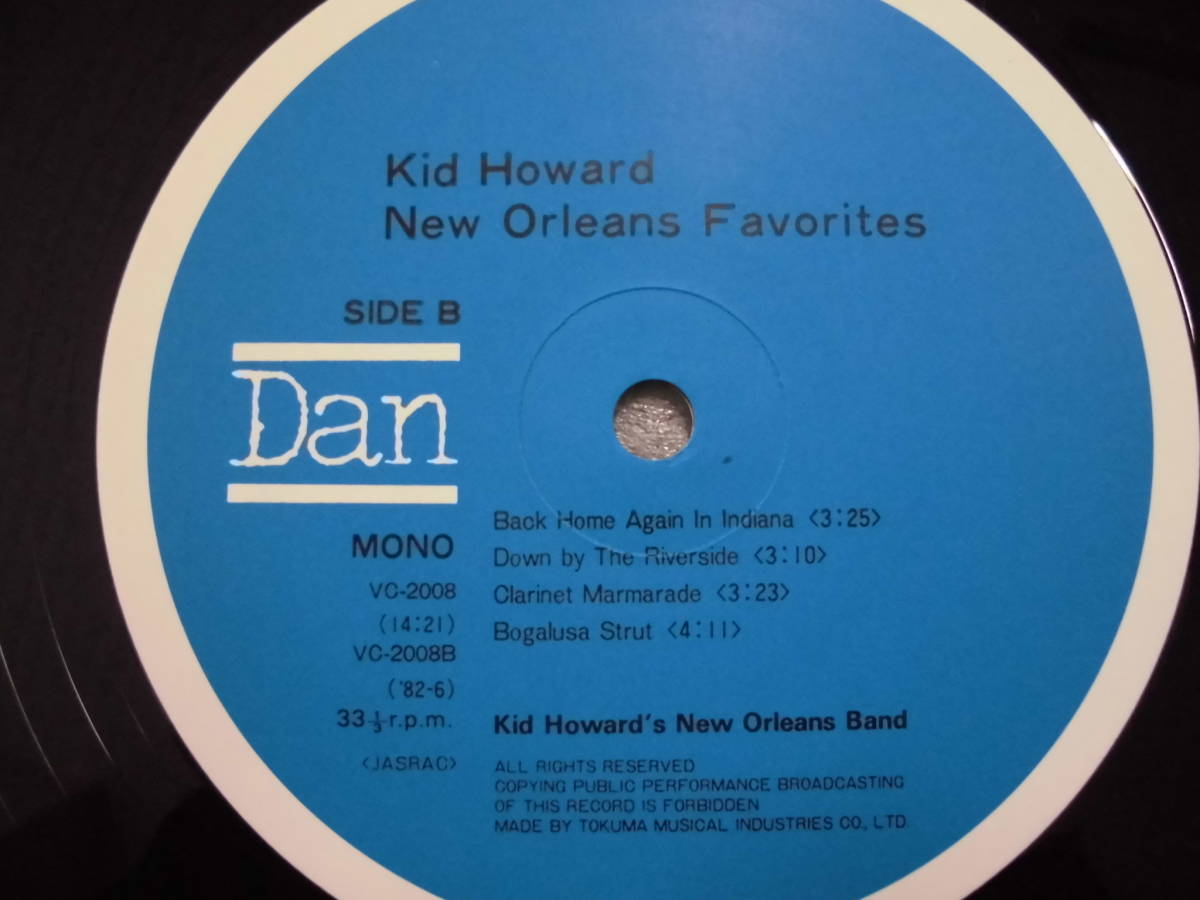 Kid Howard
New Orleans Favorites
SIDE B
Dan
MONO
VC-2008
(14:21)
VC-2008B
('82-6)
33 1/3 r.p.m.
<JASRAC>
Back Home Again In Indiana <3:25>
Down by The Riverside <3:10>
Clarinet Marmarade <3:23>
Bogalusa Strut <4:11>
Kid Howard's New Orleans Band
ALL RIGHTS RESERVED
COPYING PUBLIC PERFORMANCE BROADCASTING
OF THIS RECORD IS FORBIDDEN
MADE BY TOKUMA MUSICAL INDUSTRIES CO., LTD.